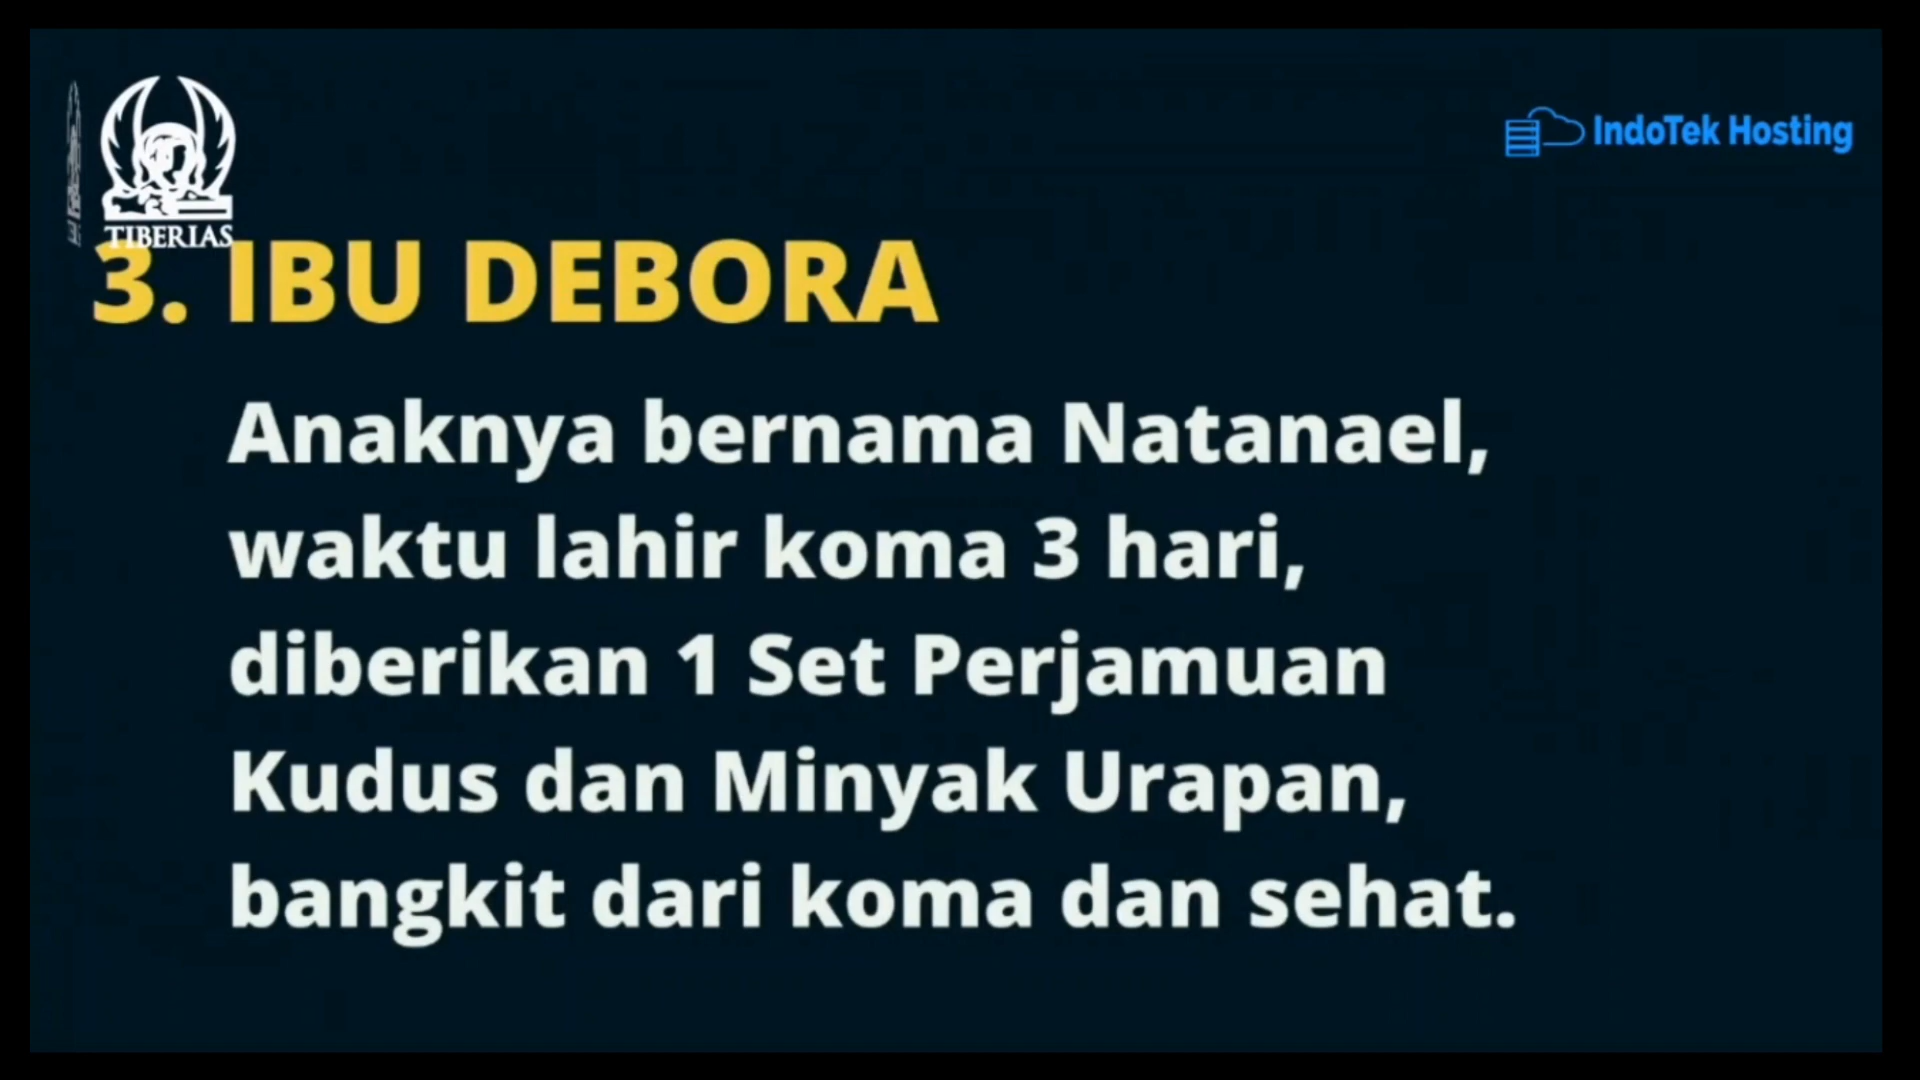 TIBERIAS
IndoTek Hosting
3. IBU DEBORA
Anaknya bernama Natanael,
waktu lahir koma 3 hari,
diberikan 1 Set Perjamuan
Kudus dan Minyak Urapan,
bangkit dari koma dan sehat.